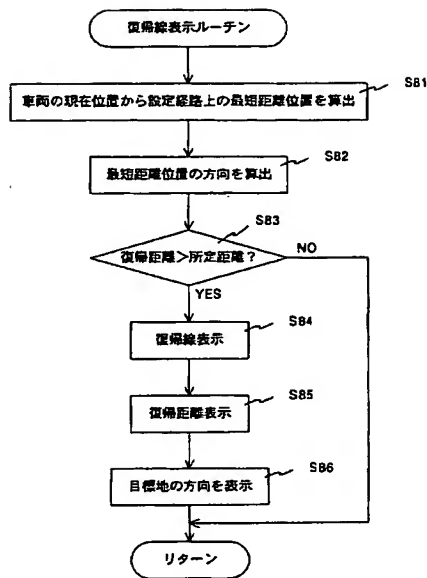 復帰線表示ルーチン
S81
車両の現在位置から設定経路上の最短距離位置を算出
S82
最短距離位置の方向を算出
S83
復帰距離>所定距離?
NO
YES
S84
復帰線表示
S85
復帰距離表示
S86
目標地の方向を表示
リターン